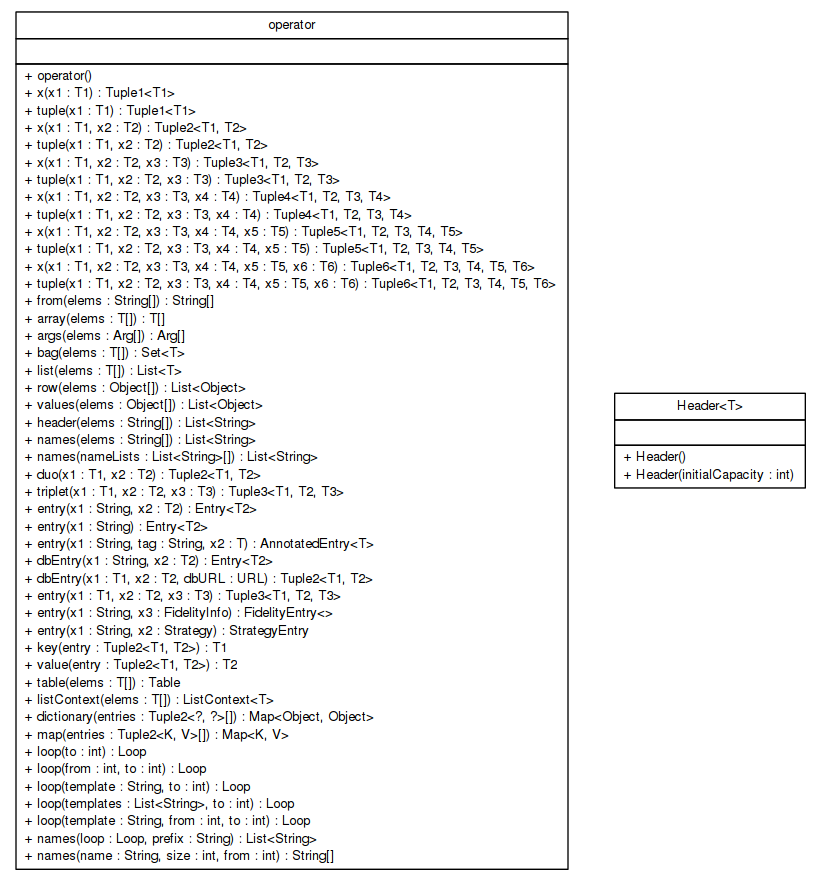 operator
+ operator()
+ x(x1 : T1) : Tuple1<T1>
+ tuple(x1 : T1) : Tuple1<T1>
+ x(x1 : T1, x2 : T2) : Tuple2<T1, T2>
+ tuple(x1 : T1, x2 : T2) : Tuple2<T1, T2>
+ x(x1 : T1, x2 : T2, x3 : T3) : Tuple3<T1, T2, T3>
+ tuple(x1 : T1, x2 : T2, x3 : T3) : Tuple3<T1, T2, T3>
+ x(x1 : T1, x2 : T2, x3 : T3, x4 : T4) : Tuple4<T1, T2, T3, T4>
+ tuple(x1 : T1, x2 : T2, x3 : T3, x4 : T4) : Tuple4<T1, T2, T3, T4>
+ x(x1 : T1, x2 : T2, x3 : T3, x4 : T4, x5 : T5) : Tuple5<T1, T2, T3, T4, T5>
+ tuple(x1 : T1, x2 : T2, x3 : T3, x4 : T4, x5 : T5) : Tuple5<T1, T2, T3, T4, T5>
+ x(x1 : T1, x2 : T2, x3 : T3, x4 : T4, x5 : T5, x6 : T6) : Tuple6<T1, T2, T3, T4, T5, T6>
+ tuple(x1 : T1, x2 : T2, x3 : T3, x4 : T4, x5 : T5, x6 : T6) : Tuple6<T1, T2, T3, T4, T5, T6>
+ from(elems : String[]) : String[]
+ array(elems : T[]) : T[]
+ args(elems : Arg[]) : Arg[]
+ bag(elems : T[]) : Set<T>
+ list(elems : T[]) : List<T>
+ row(elems : Object[]) : List<Object>
+ values(elems : Object[]) : List<Object>
+ header(elems : String[]) : List<String>
+ names(elems : String[]) : List<String>
+ names(nameLists : List<String>[]) : List<String>
+ duo(x1 : T1, x2 : T2) : Tuple2<T1, T2>
+ triplet(x1 : T1, x2 : T2, x3 : T3) : Tuple3<T1, T2, T3>
+ entry(x1 : String, x2 : T2) : Entry<T2>
+ entry(x1 : String) : Entry<T2>
+ entry(x1 : String, tag : String, x2 : T) : AnnotatedEntry<T>
+ dbEntry(x1 : String, x2 : T2) : Entry<T2>
+ dbEntry(x1 : T1, x2 : T2, dbURL : URL) : Tuple2<T1, T2>
+ entry(x1 : T1, x2 : T2, x3 : T3) : Tuple3<T1, T2, T3>
+ entry(x1 : String, x3 : FidelityInfo) : FidelityEntry<>
+ entry(x1 : String, x2 : Strategy) : StrategyEntry
+ key(entry : Tuple2<T1, T2>) : T1
+ value(entry : Tuple2<T1, T2>) : T2
+ table(elems : T[]) : Table
+ listContext(elems : T[]) : ListContext<T>
+ dictionary(entries : Tuple2<?, ?>[]) : Map<Object, Object>
+ map(entries : Tuple2<K, V>[]) : Map<K, V>
+ loop(to : int) : Loop
+ loop(from : int, to : int) : Loop
+ loop(template : String, to : int) : Loop
+ loop(templates : List<String>, to : int) : Loop
+ loop(template : String, from : int, to : int) : Loop
+ names(loop : Loop, prefix : String) : List<String>
+ names(name : String, size : int, from : int) : String[]
Header<T>
+ Header()
+ Header(initialCapacity : int)